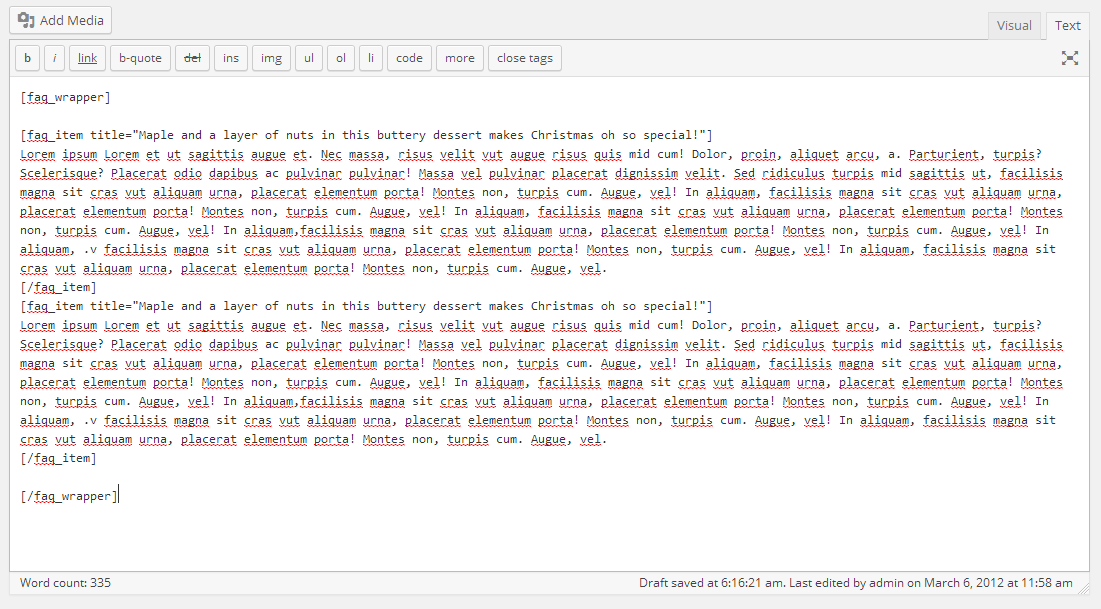 Add Media
Visual Text
b i link b-quote del ins img ul ol li code more close tags
[faq_wrapper]
[faq_item title="Maple and a layer of nuts in this buttery dessert makes Christmas oh so special!"]
Lorem ipsum Lorem et ut sagittis augue et. Nec massa, risus velit vut augue risus quis mid cum! Dolor, proin, aliquet arcu, a. Parturient, turpis?
Scelerisque? Placerat odio dapibus ac pulvinar pulvinar! Massa vel pulvinar placerat dignissim velit. Sed ridiculus turpis mid sagittis ut, facilisis
magna sit cras vut aliquam urna, placerat elementum porta! Montes non, turpis cum. Augue, vel! In aliquam, facilisis magna sit cras vut aliquam urna,
placerat elementum porta! Montes non, turpis cum. Augue, vel! In aliquam, facilisis magna sit cras vut aliquam urna, placerat elementum porta! Montes
non, turpis cum. Augue, vel! In aliquam,facilisis magna sit cras vut aliquam urna, placerat elementum porta! Montes non, turpis cum. Augue, vel! In
aliquam, .v facilisis magna sit cras vut aliquam urna, placerat elementum porta! Montes non, turpis cum. Augue, vel! In aliquam, facilisis magna sit
cras vut aliquam urna, placerat elementum porta! Montes non, turpis cum. Augue, vel.
[/faq_item]
[faq_item title="Maple and a layer of nuts in this buttery dessert makes Christmas oh so special!"]
Lorem ipsum Lorem et ut sagittis augue et. Nec massa, risus velit vut augue risus quis mid cum! Dolor, proin, aliquet arcu, a. Parturient, turpis?
Scelerisque? Placerat odio dapibus ac pulvinar pulvinar! Massa vel pulvinar placerat dignissim velit. Sed ridiculus turpis mid sagittis ut, facilisis
magna sit cras vut aliquam urna, placerat elementum porta! Montes non, turpis cum. Augue, vel! In aliquam, facilisis magna sit cras vut aliquam urna,
placerat elementum porta! Montes non, turpis cum. Augue, vel! In aliquam, facilisis magna sit cras vut aliquam urna, placerat elementum porta! Montes
non, turpis cum. Augue, vel! In aliquam,facilisis magna sit cras vut aliquam urna, placerat elementum porta! Montes non, turpis cum. Augue, vel! In
aliquam, .v facilisis magna sit cras vut aliquam urna, placerat elementum porta! Montes non, turpis cum. Augue, vel! In aliquam, facilisis magna sit
cras vut aliquam urna, placerat elementum porta! Montes non, turpis cum. Augue, vel.
[/faq_item]
[/faq_wrapper]
Word count: 335 Draft saved at 6:16:21 am. Last edited by admin on March 6, 2012 at 11:58 am